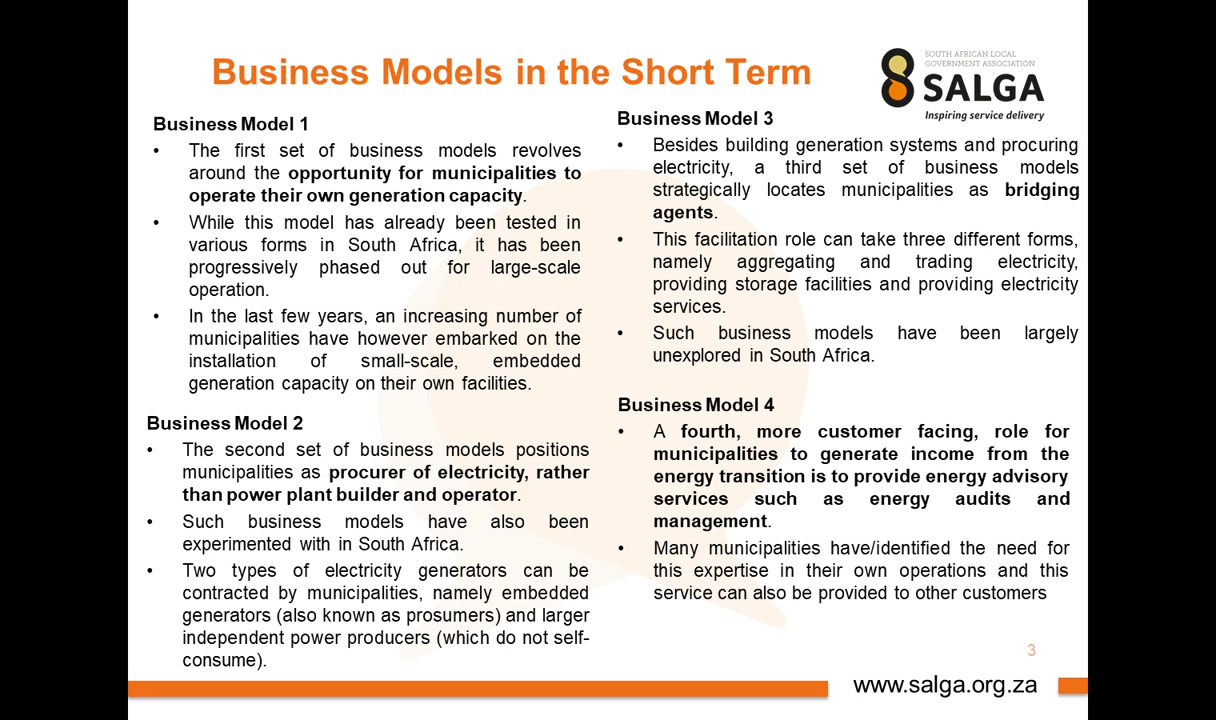 Business Models in the Short Term
SOUTH AFRICAN LOCAL
GOVERNMENT ASSOCIATION
SALGA
Inspiring service delivery
Business Model 1
• The first set of business models revolves
around the opportunity for municipalities to
operate their own generation capacity.
• While this model has already been tested in
various forms in South Africa, it has been
progressively phased out for large-scale
operation.
• In the last few years, an increasing number of
municipalities have however embarked on the
installation of small-scale, embedded
generation capacity on their own facilities.
Business Model 2
• The second set of business models positions
municipalities as procurer of electricity, rather
than power plant builder and operator.
• Such business models have also been
experimented with in South Africa.
• Two types of electricity generators can be
contracted by municipalities, namely embedded
generators (also known as prosumers) and larger
independent power producers (which do not self-
consume).
Business Model 3
• Besides building generation systems and procuring
electricity, a third set of business models
strategically locates municipalities as bridging
agents.
• This facilitation role can take three different forms,
namely aggregating and trading electricity,
providing storage facilities and providing electricity
services.
• Such business models have been largely
unexplored in South Africa.
Business Model 4
• A fourth, more customer facing, role for
municipalities to generate income from the
energy transition is to provide energy advisory
services such as energy audits and
management.
• Many municipalities have/identified the need for
this expertise in their own operations and this
service can also be provided to other customers
3
www.salga.org.za